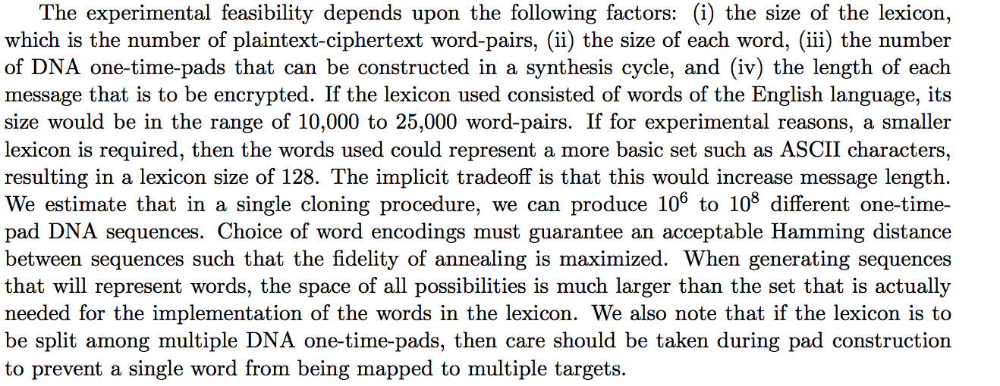 The experimental feasibility depends upon the following factors: (i) the size of the lexicon,
which is the number of plaintext-ciphertext word-pairs, (ii) the size of each word, (iii) the number
of DNA one-time-pads that can be constructed in a synthesis cycle, and (iv) the length of each
message that is to be encrypted. If the lexicon used consisted of words of the English language, its
size would be in the range of 10,000 to 25,000 word-pairs. If for experimental reasons, a smaller
lexicon is required, then the words used could represent a more basic set such as ASCII characters,
resulting in a lexicon size of 128. The implicit tradeoff is that this would increase message length.
We estimate that in a single cloning procedure, we can produce 10⁶ to 10⁸ different one-time-
pad DNA sequences. Choice of word encodings must guarantee an acceptable Hamming distance
between sequences such that the fidelity of annealing is maximized. When generating sequences
that will represent words, the space of all possibilities is much larger than the set that is actually
needed for the implementation of the words in the lexicon. We also note that if the lexicon is to
be split among multiple DNA one-time-pads, then care should be taken during pad construction
to prevent a single word from being mapped to multiple targets.